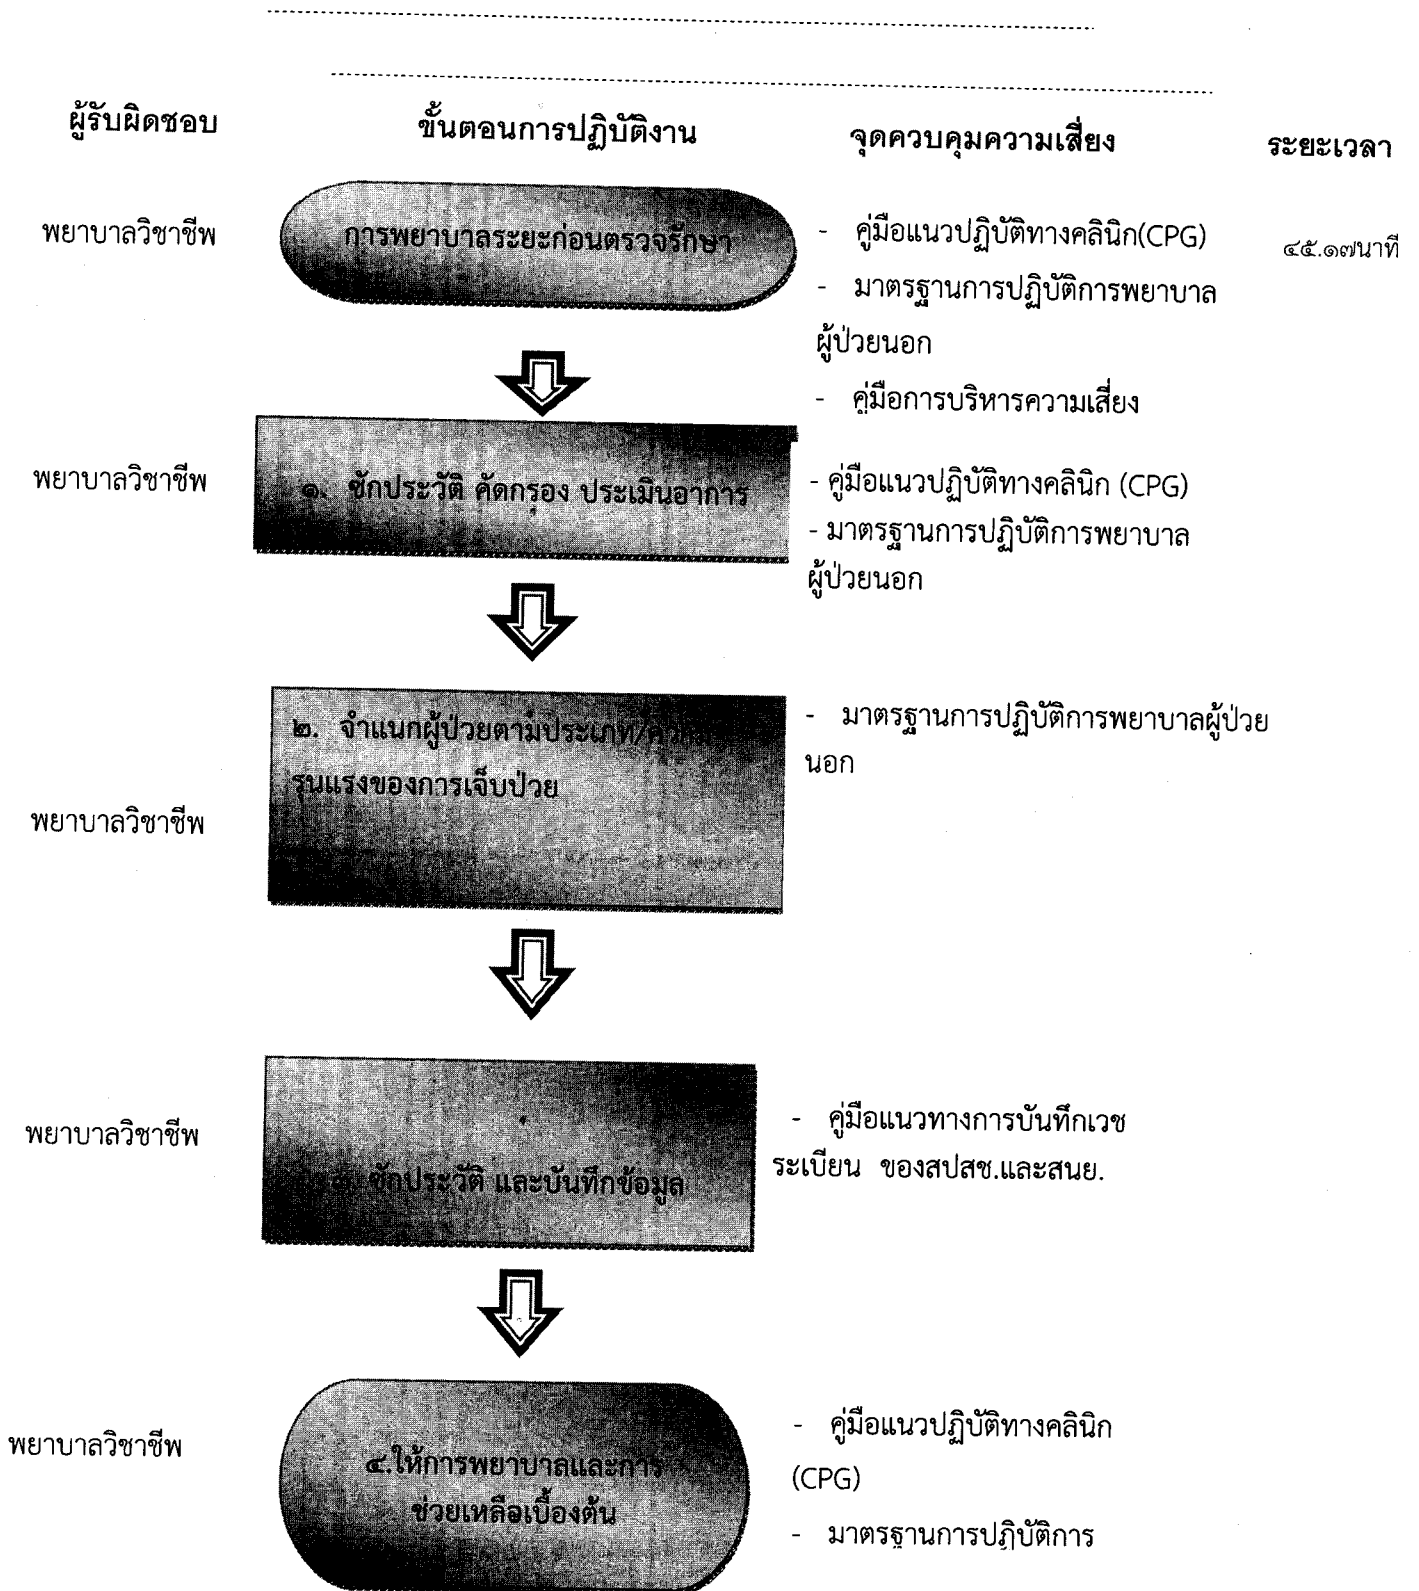 ผู้รับผิดชอบ ขั้นตอนการปฏิบัติงาน จุดควบคุมความเสี่ยง ระยะเวลา
พยาบาลวิชาชีพ การพยาบาลระยะก่อนตรวจรักษา - คู่มือแนวปฏิบัติทางคลินิก(CPG) ๔๕.๑๗นาที
- มาตรฐานการปฏิบัติการพยาบาล
ผู้ป่วยนอก
- คู่มือการบริหารความเสี่ยง
พยาบาลวิชาชีพ ๑. ซักประวัติ คัดกรอง ประเมินอาการ - คู่มือแนวปฏิบัติทางคลินิก (CPG)
- มาตรฐานการปฏิบัติการพยาบาล
ผู้ป่วยนอก
๒. จำแนกผู้ป่วยตามประเภท/ - มาตรฐานการปฏิบัติการพยาบาลผู้ป่วย
รุนแรงของการเจ็บป่วย นอก
พยาบาลวิชาชีพ
พยาบาลวิชาชีพ - คู่มือแนวทางการบันทึกเวช
ซักประวัติ และบันทึกข้อมูล ระเบียน ของสปสช.และสนย.
พยาบาลวิชาชีพ - คู่มือแนวปฏิบัติทางคลินิก
๔.ให้การพยาบาลและการ (CPG)
ช่วยเหลือเบื้องต้น - มาตรฐานการปฏิบัติการ